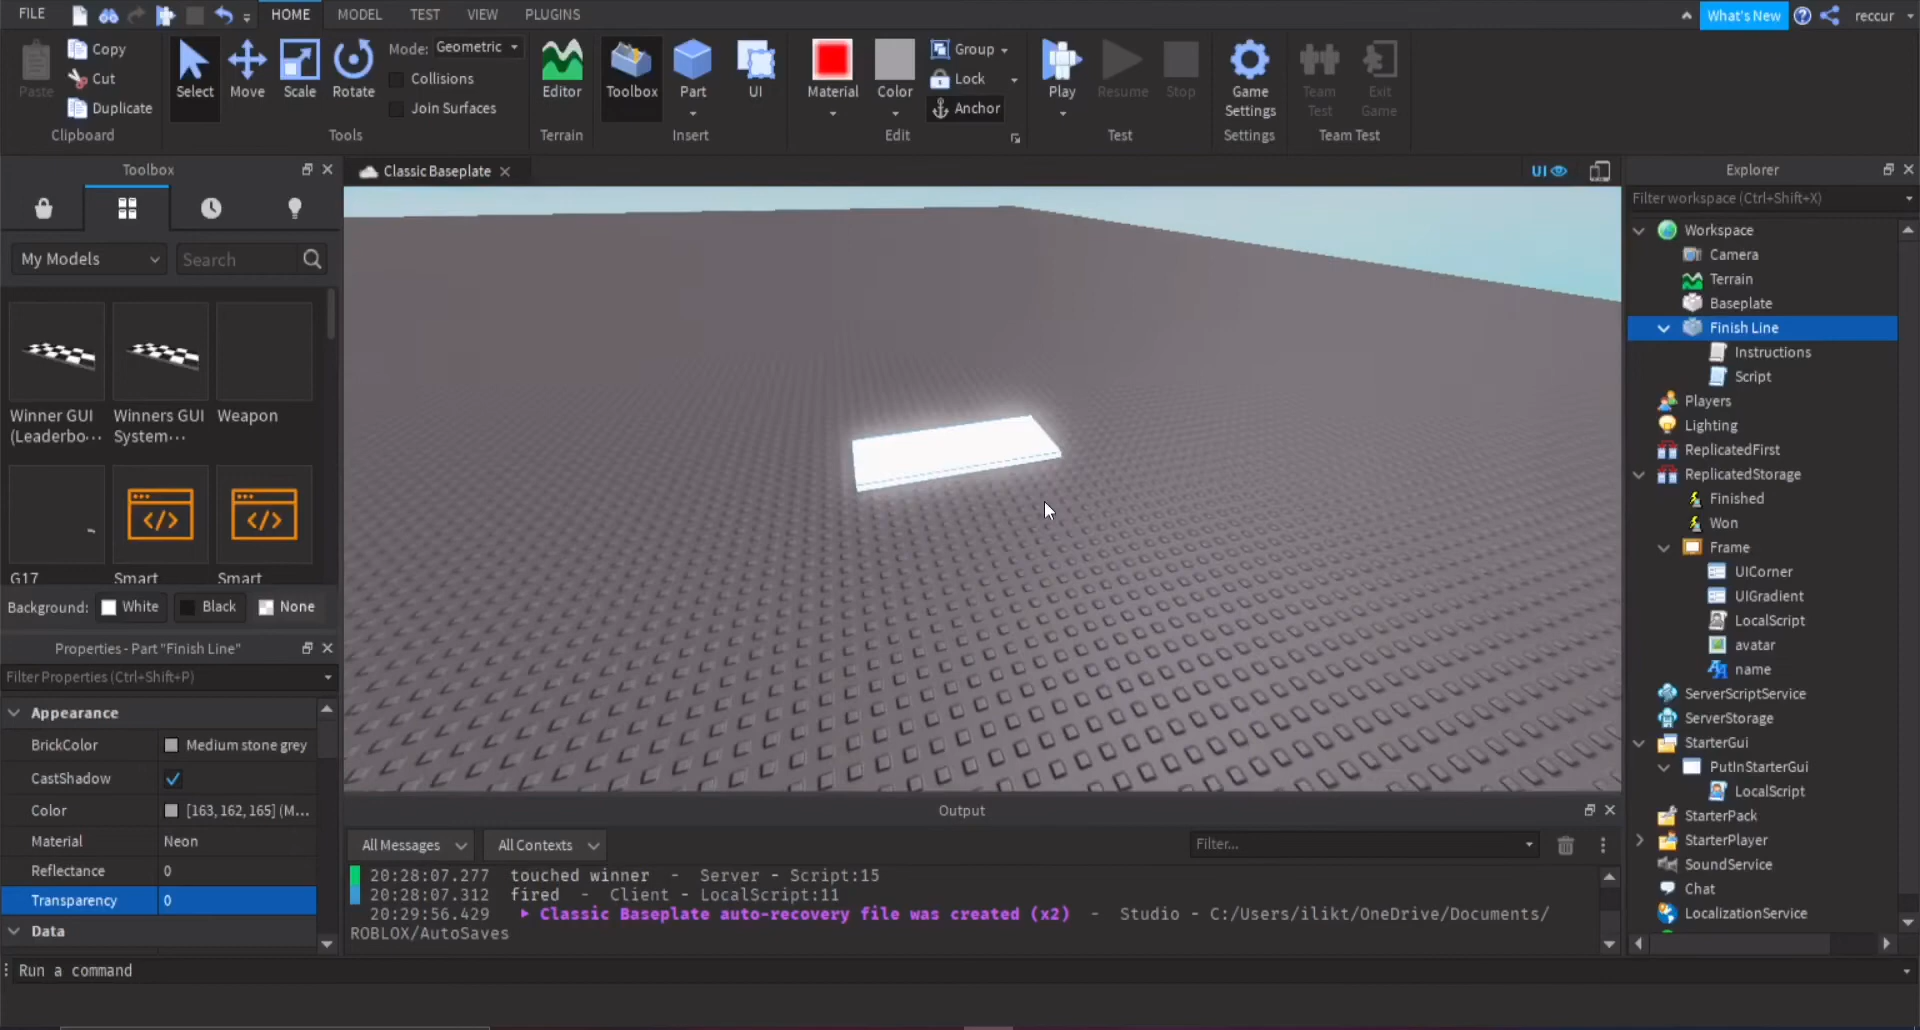 FILE HOME MODEL TEST VIEW PLUGINS What's New reccur
Copy Mode: Geometric Group
Cut Collisions Lock
Paste Select Move Scale Rotate Editor Toolbox Part UI Material Color Play Resume Stop Game Settings Team Test Exit Game
Duplicate Join Surfaces Anchor
Clipboard Tools Terrain Insert Edit Test Settings Team Test
Toolbox
My Models Search
Winner GUI (Leaderbo...
Winners GUI System...
Weapon
G17 Smart Smart
Background: White Black None
Properties - Part "Finish Line"
Filter Properties (Ctrl+Shift+P)
Appearance
BrickColor Medium stone grey
CastShadow
Color [163, 162, 165] (M...
Material Neon
Reflectance 0
Transparency 0
Data
Classic Baseplate UI
Output
All Messages All Contexts Filter...
20:28:07.277 touched winner - Server - Script:15
20:28:07.312 fired - Client - LocalScript:11
20:29:56.429 Classic Baseplate auto-recovery file was created (x2) - Studio - C:/Users/ilikt/OneDrive/Documents/
ROBLOX/AutoSaves
Explorer
Filter workspace (Ctrl+Shift+X)
Workspace
Camera
Terrain
Baseplate
Finish Line
Instructions
Script
Players
Lighting
ReplicatedFirst
ReplicatedStorage
Finished
Won
Frame
UICorner
UIGradient
LocalScript
avatar
name
ServerScriptService
ServerStorage
StarterGui
PutInStarterGui
LocalScript
StarterPack
StarterPlayer
SoundService
Chat
LocalizationService
Run a command